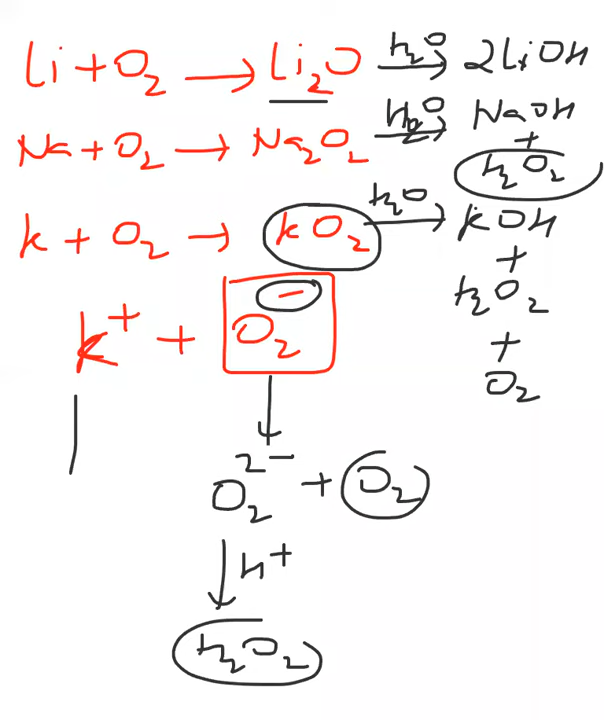 Li + O2 → Li2O —H2O→ 2LiOH
Na + O2 → Na2O2 —H2O→ NaOH
+
H2O2
k + O2 → kO2 —H2O→ kOH
+
H2O2
+
O2
k+ + O2−
↓
O2 2− + O2
↓ H+
H2O2